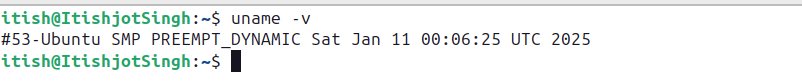 itish@ItishjotSingh:~$ uname -v
#53-Ubuntu SMP PREEMPT_DYNAMIC Sat Jan 11 00:06:25 UTC 2025
itish@ItishjotSingh:~$